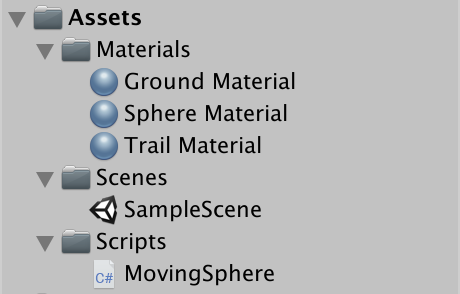 Assets
Materials
Ground Material
Sphere Material
Trail Material
Scenes
SampleScene
Scripts
C# MovingSphere